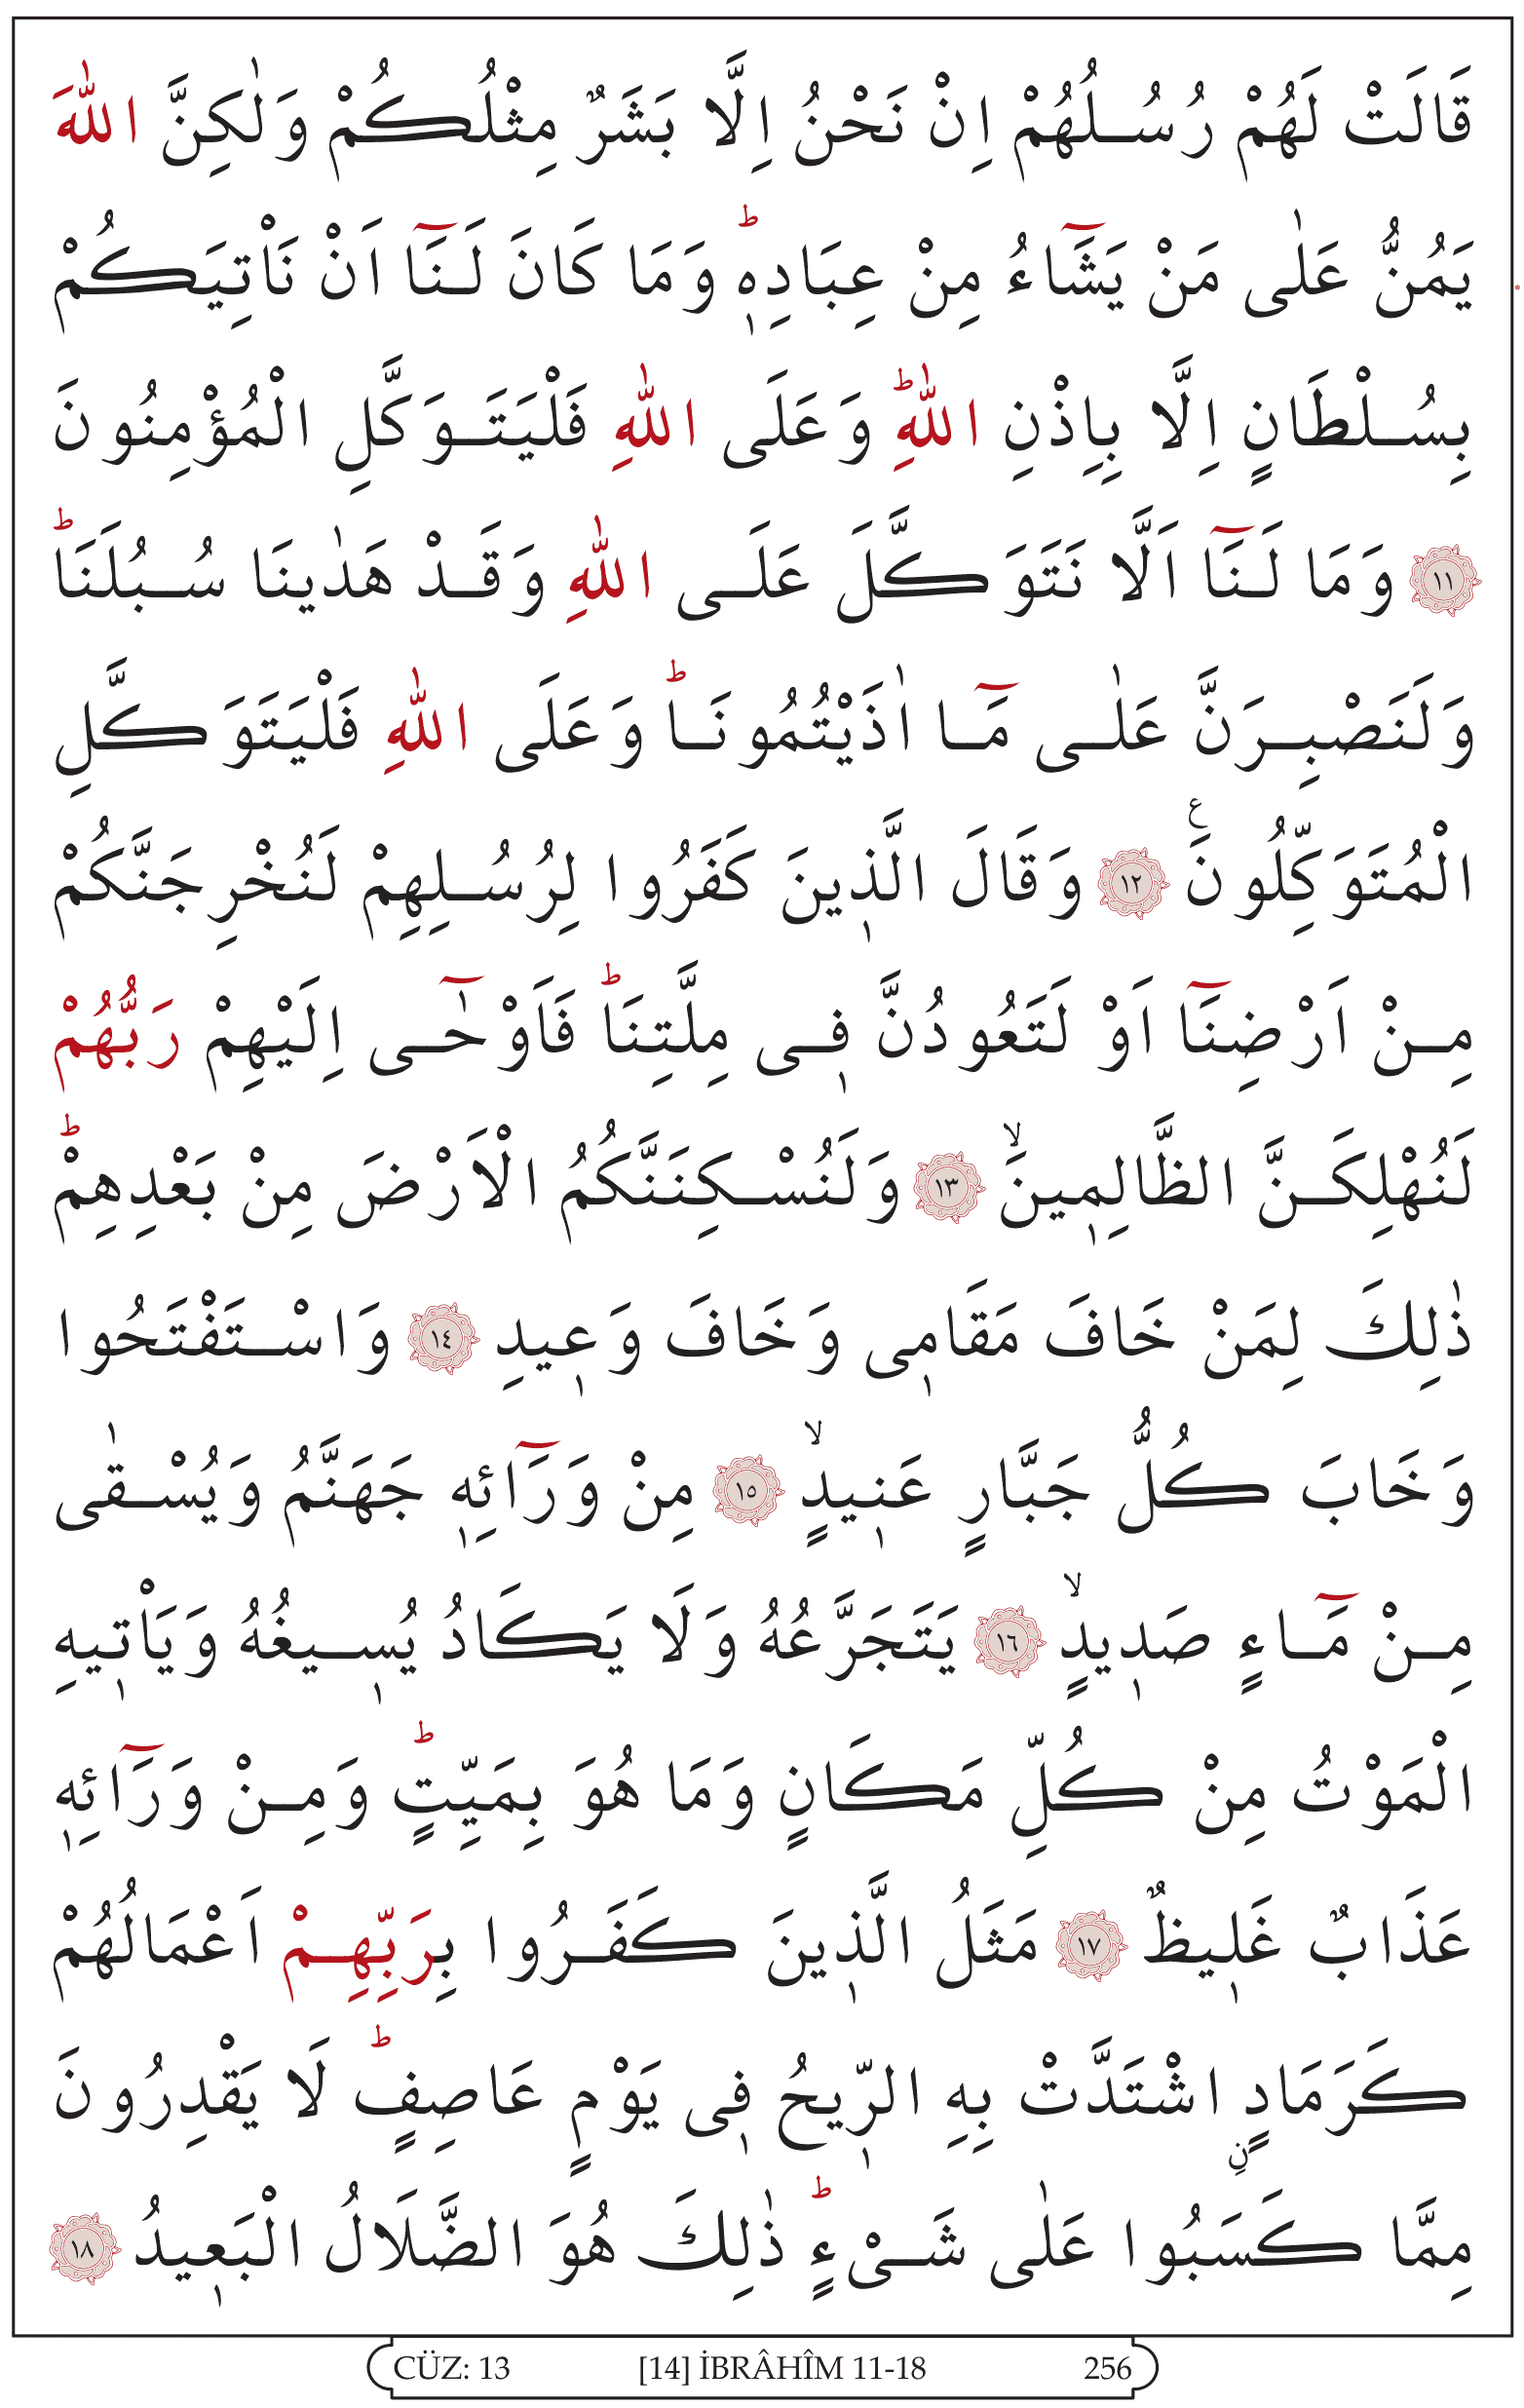 قَالَتْ لَهُمْ رُسُلُهُمْ اِنْ نَحْنُ اِلَّا بَشَرٌ مِثْلُكُمْ وَلٰكِنَّ اللّٰهَ
يَمُنُّ عَلٰى مَنْ يَشَٓاءُ مِنْ عِبَادِه۪ۜ وَمَا كَانَ لَنَٓا اَنْ نَأْتِيَكُمْ
بِسُلْطَانٍ اِلَّا بِاِذْنِ اللّٰهِۜ وَعَلَى اللّٰهِ فَلْيَتَوَكَّلِ الْمُؤْمِنُونَ
١١ وَمَا لَنَٓا اَلَّا نَتَوَكَّلَ عَلَى اللّٰهِ وَقَدْ هَدٰينَا سُبُلَنَاۜ
وَلَنَصْبِرَنَّ عَلٰى مَٓا اٰذَيْتُمُونَاۜ وَعَلَى اللّٰهِ فَلْيَتَوَكَّلِ
الْمُتَوَكِّلُونَ۟ ١٢ وَقَالَ الَّذ۪ينَ كَفَرُوا لِرُسُلِهِمْ لَنُخْرِجَنَّكُمْ
مِنْ اَرْضِنَٓا اَوْ لَتَعُودُنَّ ف۪ى مِلَّتِنَاۜ فَاَوْحٰٓى اِلَيْهِمْ رَبُّهُمْ
لَنُهْلِكَنَّ الظَّالِم۪ينَۙ ١٣ وَلَنُسْكِنَنَّكُمُ الْاَرْضَ مِنْ بَعْدِهِمْۜ
ذٰلِكَ لِمَنْ خَافَ مَقَام۪ى وَخَافَ وَع۪يدِ ١٤ وَاسْتَفْتَحُوا
وَخَابَ كُلُّ جَبَّارٍ عَن۪يدٍۙ ١٥ مِنْ وَرَٓائِه۪ جَهَنَّمُ وَيُسْقٰى
مِنْ مَٓاءٍ صَد۪يدٍۙ ١٦ يَتَجَرَّعُهُ وَلَا يَكَادُ يُس۪يغُهُ وَيَأْت۪يهِ
الْمَوْتُ مِنْ كُلِّ مَكَانٍ وَمَا هُوَ بِمَيِّتٍۜ وَمِنْ وَرَٓائِه۪
عَذَابٌ غَل۪يظٌ ١٧ مَثَلُ الَّذ۪ينَ كَفَرُوا بِرَبِّهِمْ اَعْمَالُهُمْ
كَرَمَادٍۨ اشْتَدَّتْ بِهِ الرّ۪يحُ ف۪ى يَوْمٍ عَاصِفٍۜ لَا يَقْدِرُونَ
مِمَّا كَسَبُوا عَلٰى شَىْءٍۜ ذٰلِكَ هُوَ الضَّلَالُ الْبَع۪يدُ ١٨
CÜZ: 13 [14] İBRÂHÎM 11-18 256